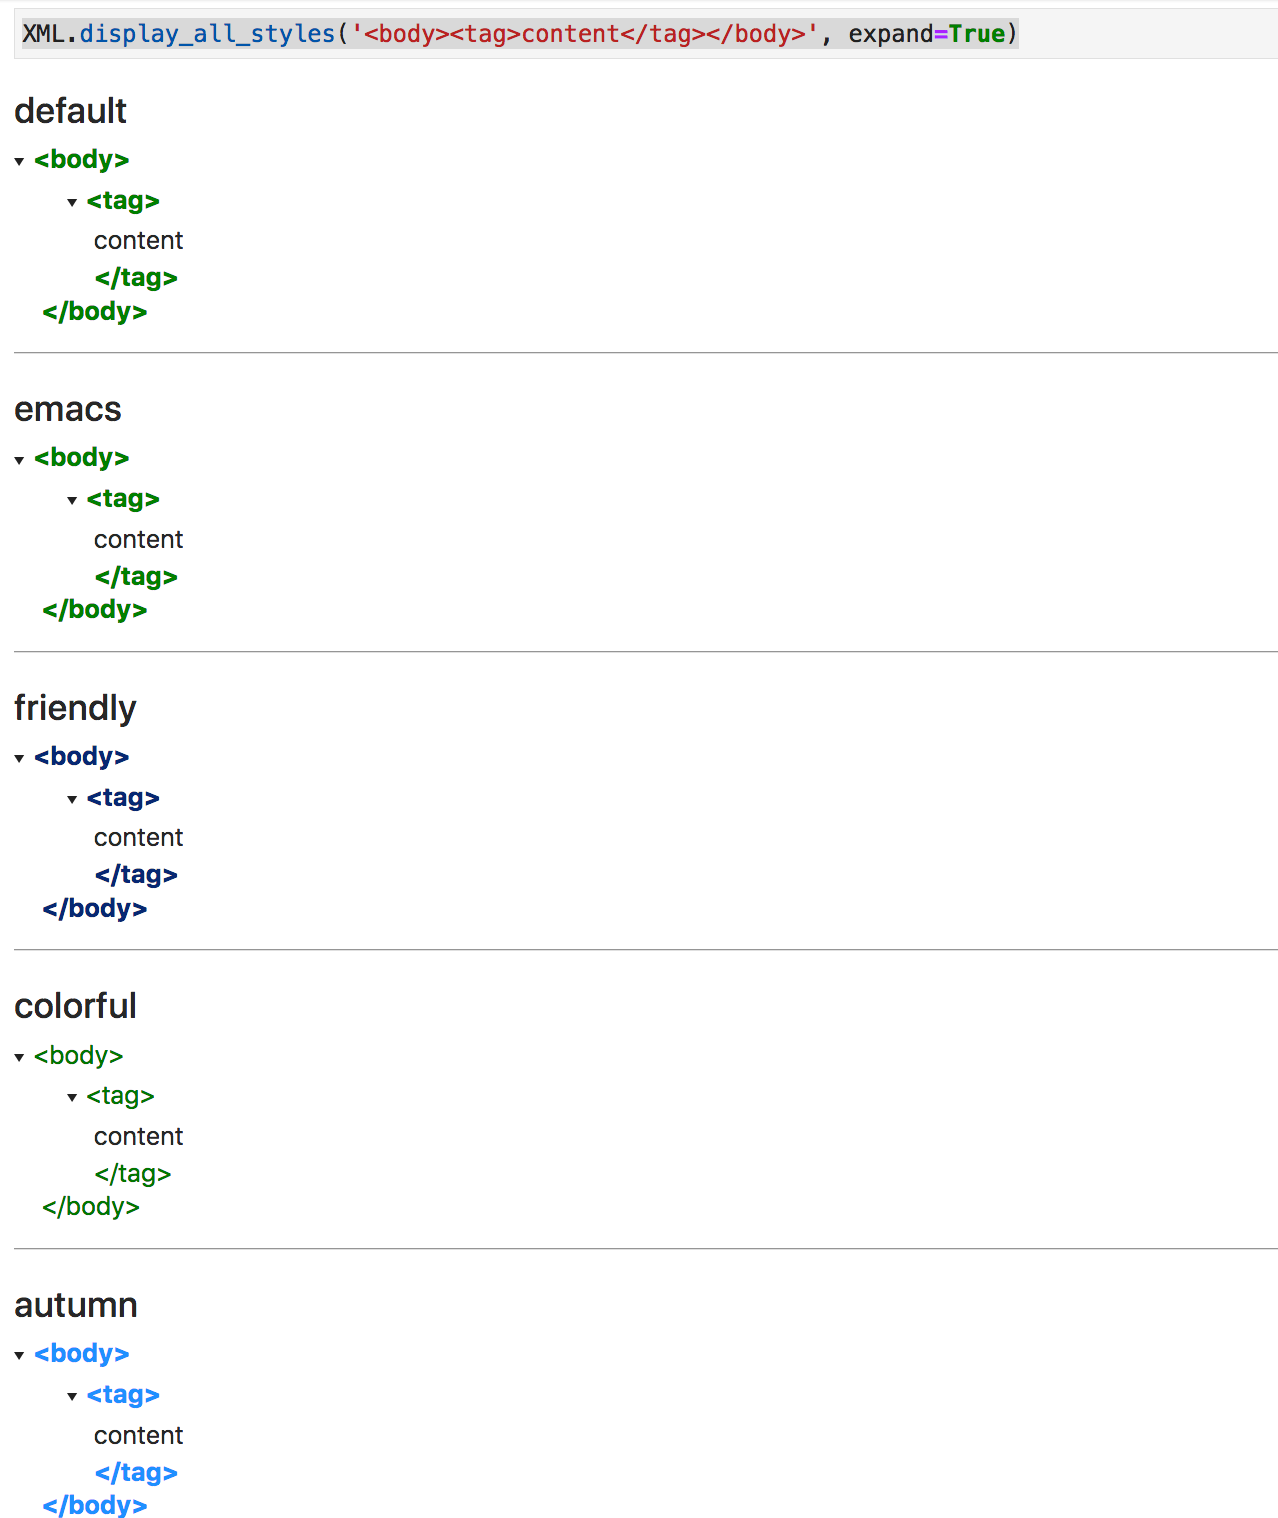 XML.display_all_styles('<body><tag>content</tag></body>', expand=True)
default
<body>
<tag>
content
</tag>
</body>
emacs
<body>
<tag>
content
</tag>
</body>
friendly
<body>
<tag>
content
</tag>
</body>
colorful
<body>
<tag>
content
</tag>
</body>
autumn
<body>
<tag>
content
</tag>
</body>